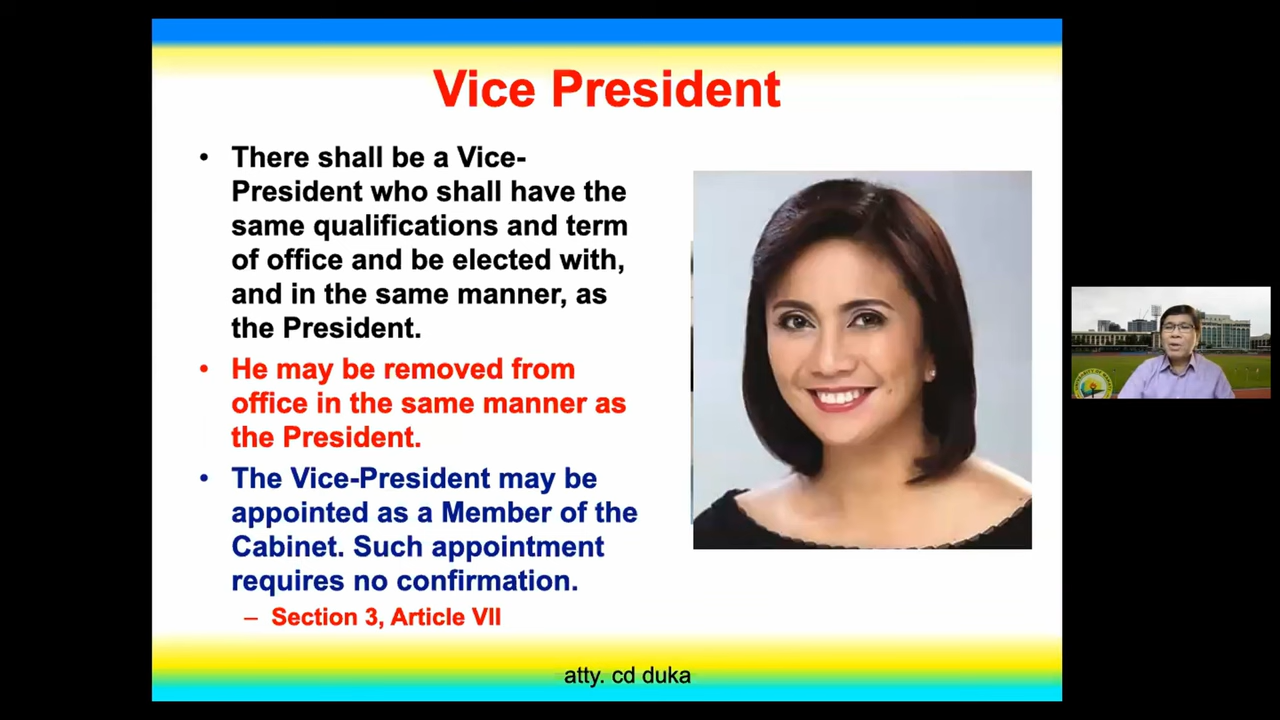 Vice President
• There shall be a Vice-
President who shall have the
same qualifications and term
of office and be elected with,
and in the same manner, as
the President.
• He may be removed from
office in the same manner as
the President.
• The Vice-President may be
appointed as a Member of the
Cabinet. Such appointment
requires no confirmation.
– Section 3, Article VII
atty. cd duka